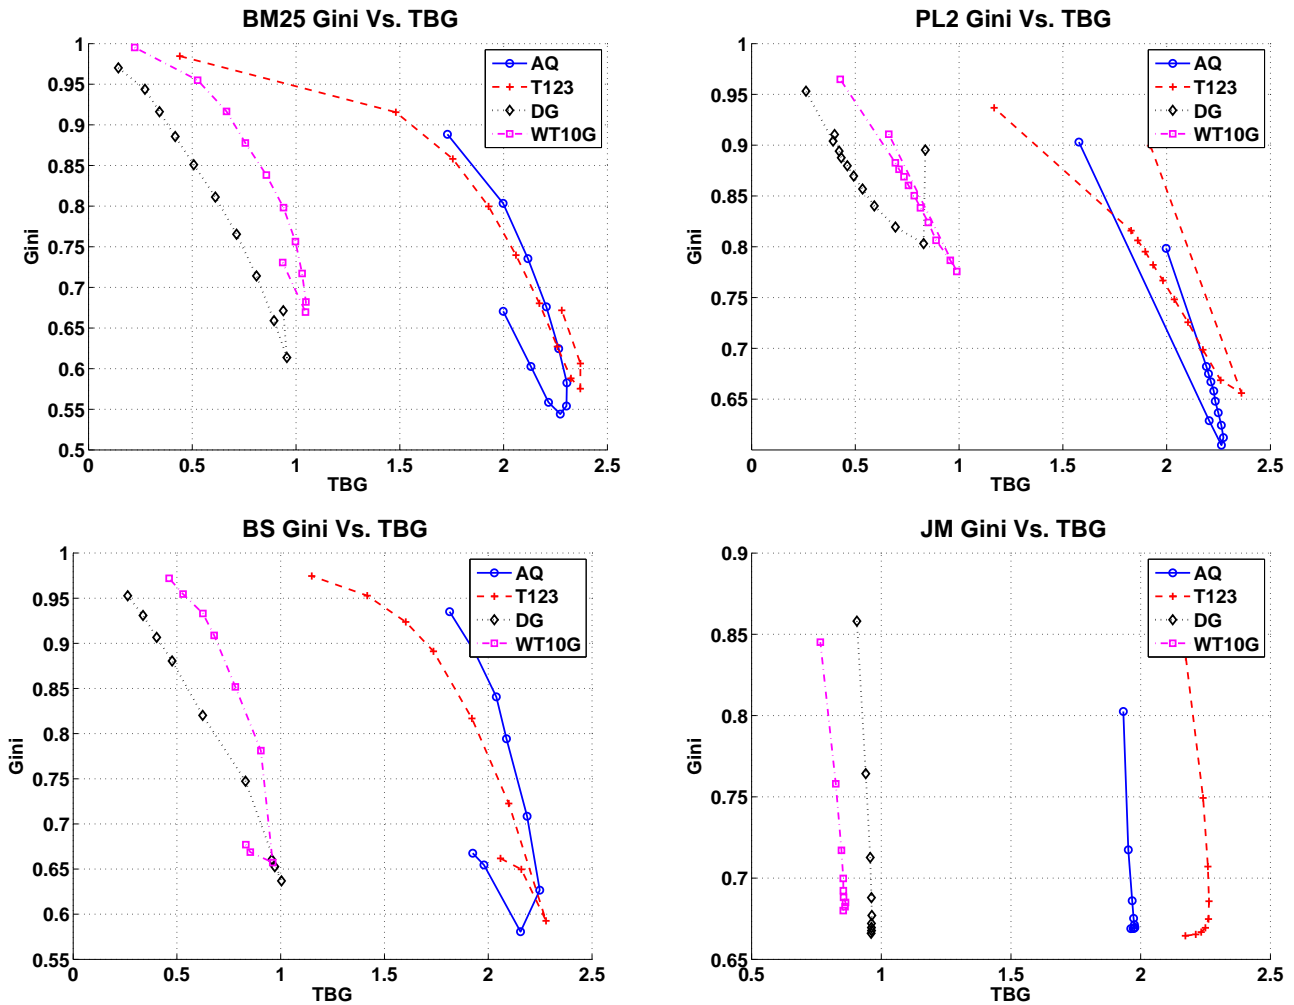 BM25 Gini Vs. TBG
1
0.95
0.9
0.85
0.8
0.75
0.7
0.65
0.6
0.55
0.5
Gini
0 0.5 1 1.5 2 2.5
TBG
AQ
T123
DG
WT10G
PL2 Gini Vs. TBG
1
0.95
0.9
0.85
0.8
0.75
0.7
0.65
Gini
0 0.5 1 1.5 2 2.5
TBG
AQ
T123
DG
WT10G
BS Gini Vs. TBG
1
0.95
0.9
0.85
0.8
0.75
0.7
0.65
0.6
0.55
Gini
0 0.5 1 1.5 2 2.5
TBG
AQ
T123
DG
WT10G
JM Gini Vs. TBG
0.9
0.85
0.8
0.75
0.7
0.65
Gini
0.5 1 1.5 2 2.5
TBG
AQ
T123
DG
WT10G